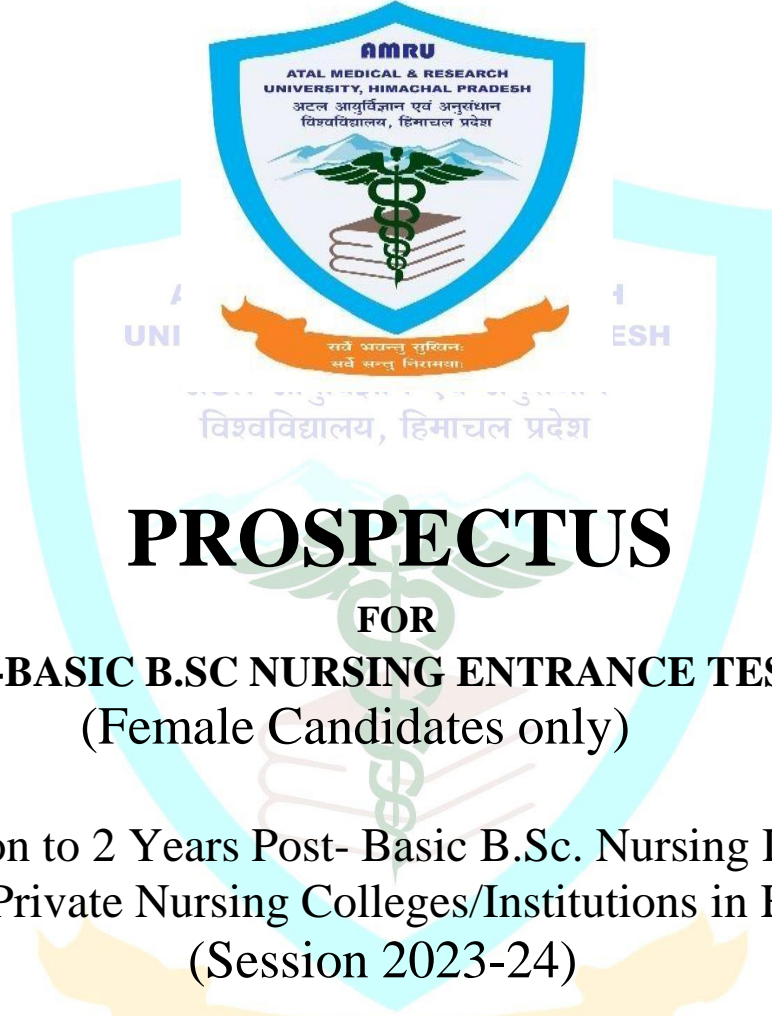 AMRU
ATAL MEDICAL & RESEARCH
UNIVERSITY, HIMACHAL PRADESH
अटल आयुर्विज्ञान एवं अनुसंधान
विश्वविद्यालय, हिमाचल प्रदेश
सर्वे भवन्तु सुखिनः
सर्वे सन्तु निरामयाः
UNI ESH
विश्वविद्यालय, हिमाचल प्रदेश
PROSPECTUS
FOR
-BASIC B.SC NURSING ENTRANCE TES
(Female Candidates only)
on to 2 Years Post- Basic B.Sc. Nursing
Private Nursing Colleges/Institutions in
(Session 2023-24)